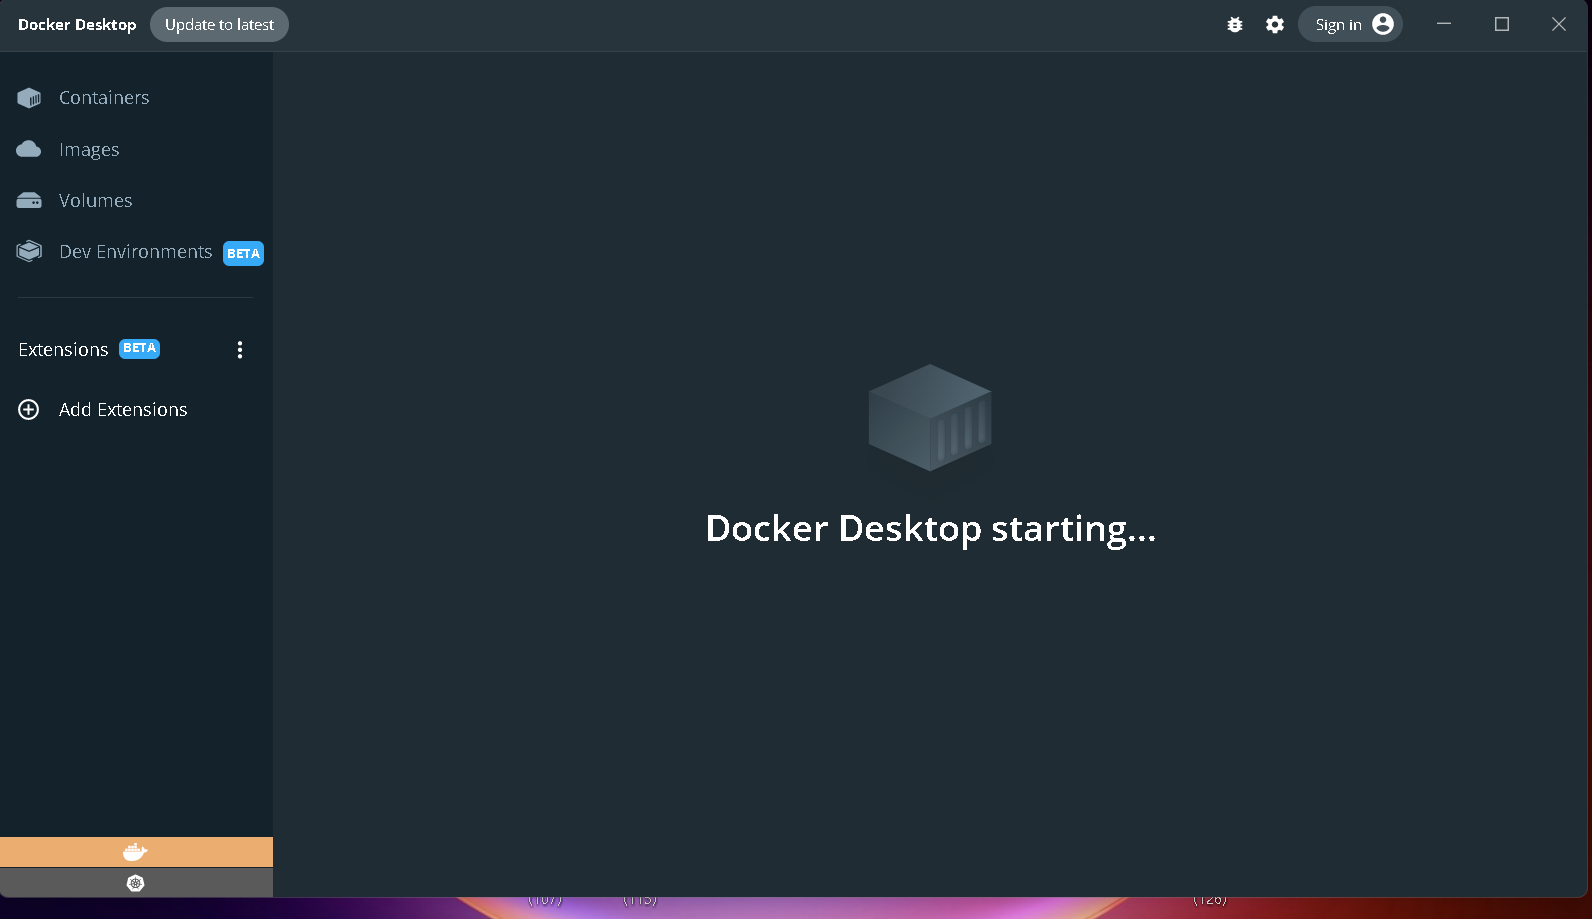 Docker Desktop Update to latest Sign in
Containers
Images
Volumes
Dev Environments BETA
Extensions BETA
Add Extensions
Docker Desktop starting...
(107) (113) (126)